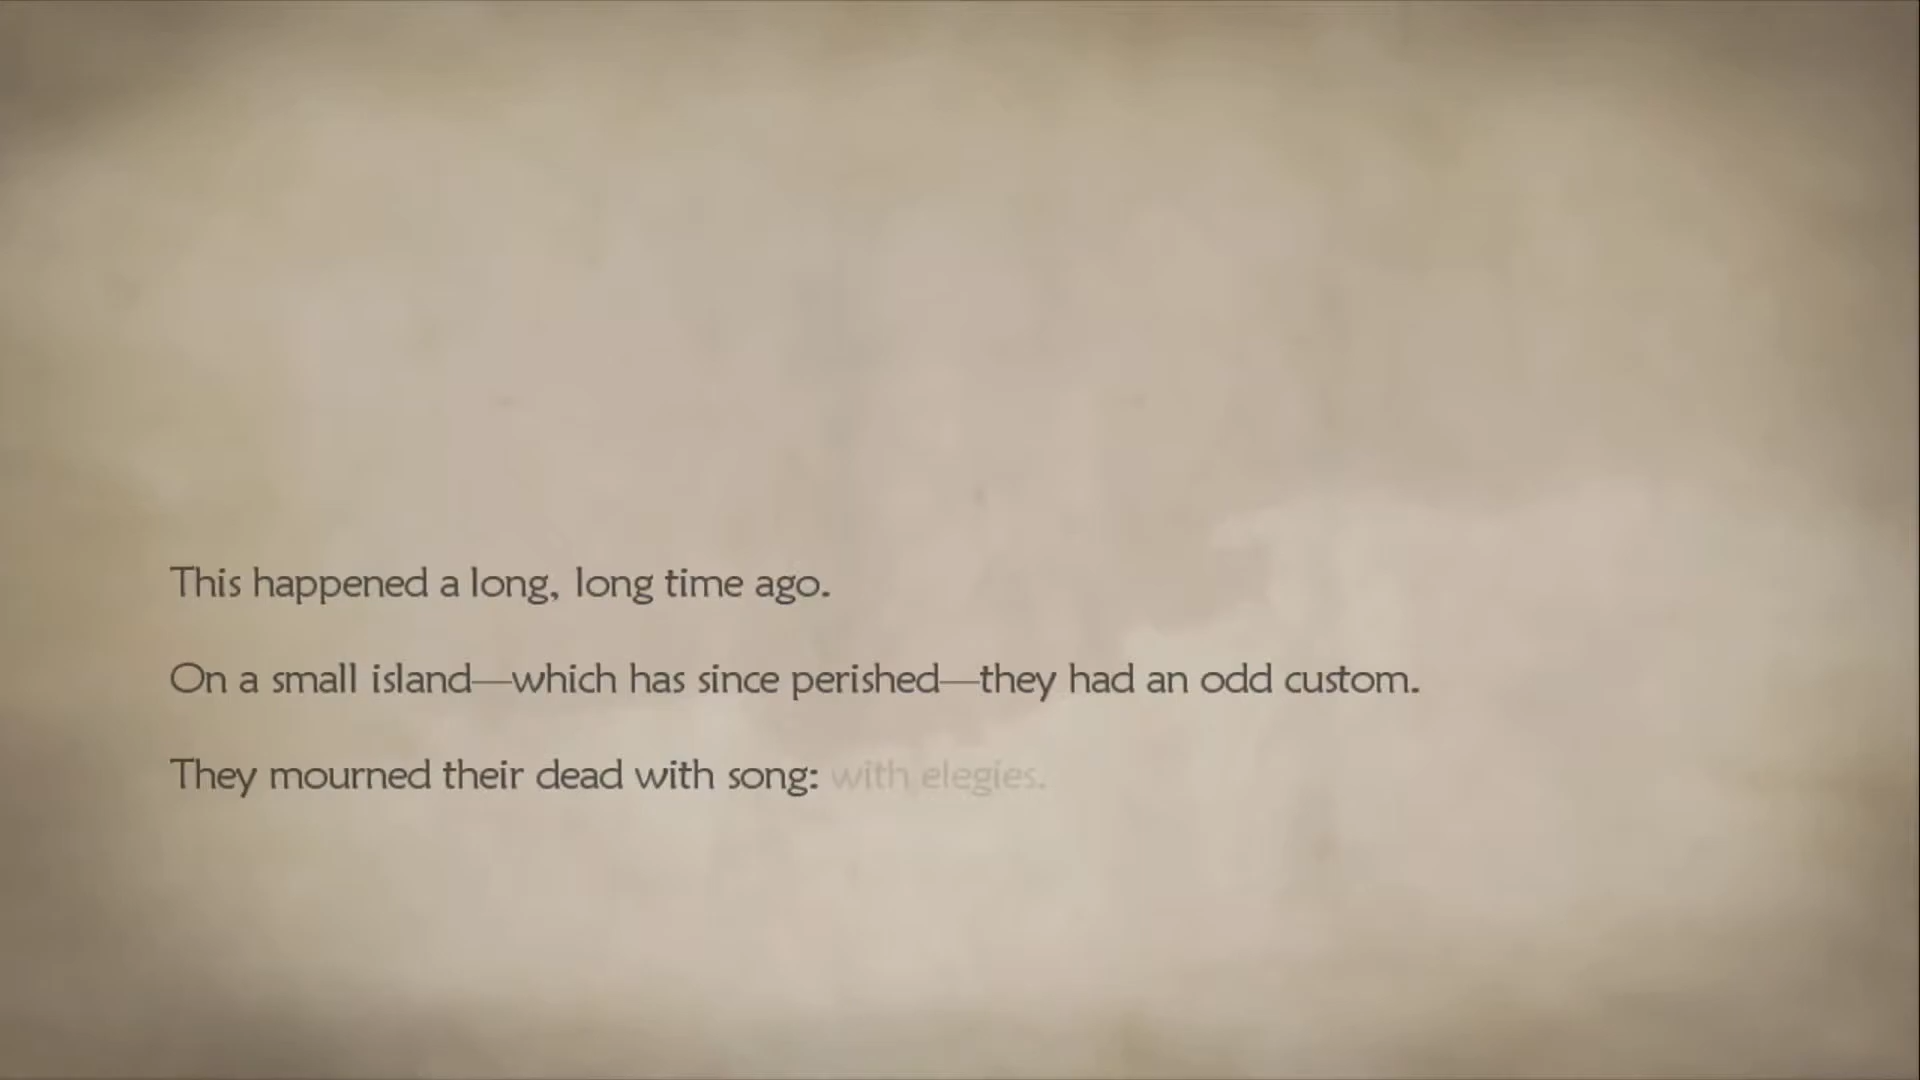 This happened a long, long time ago.
On a small island—which has since perished—they had an odd custom.
They mourned their dead with song: with elegies.